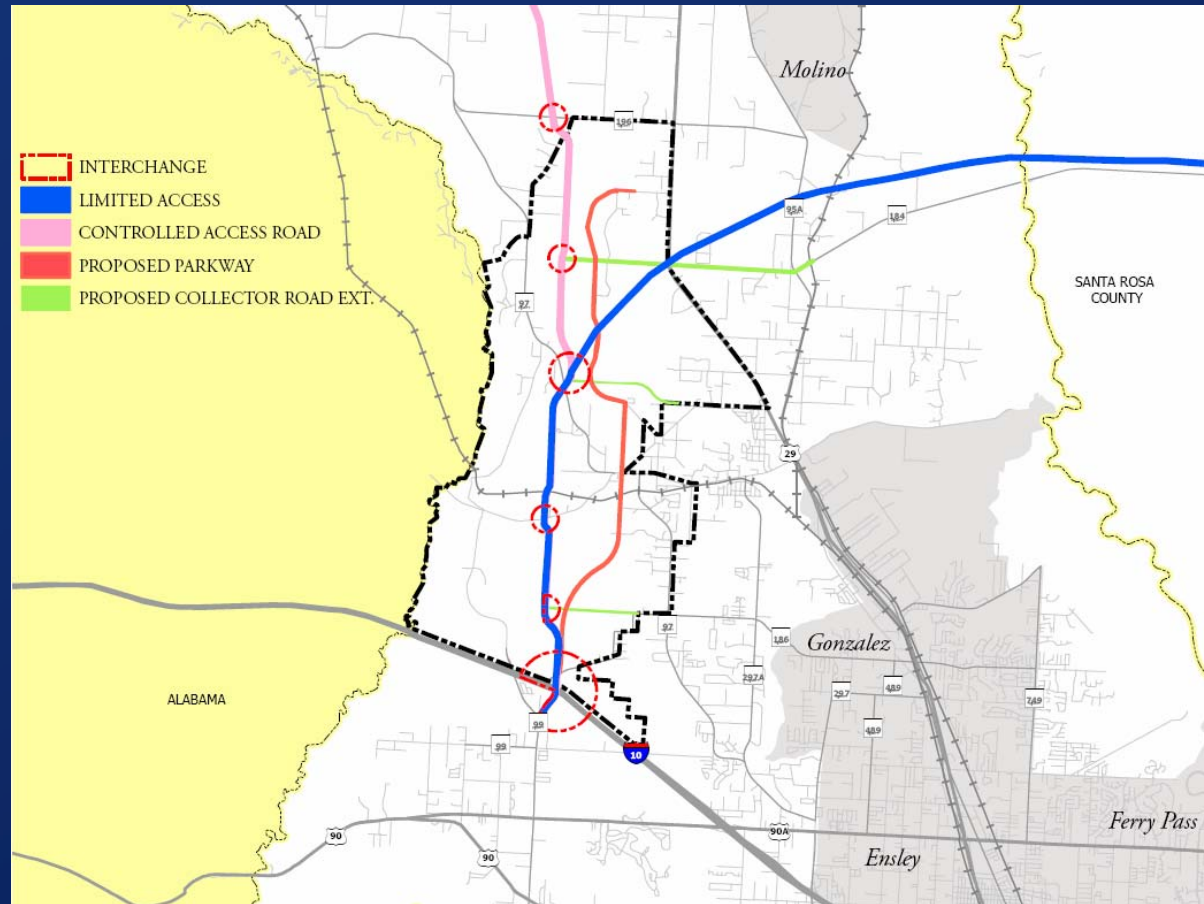 Molino
196
INTERCHANGE
LIMITED ACCESS
CONTROLLED ACCESS ROAD
PROPOSED PARKWAY
PROPOSED COLLECTOR ROAD EXT.
95A
184
SANTA ROSA
COUNTY
97
29
97
186
Gonzalez
297A
297
489
749
489
ALABAMA
99
99
10
90
90
90A
Ensley
Ferry Pass